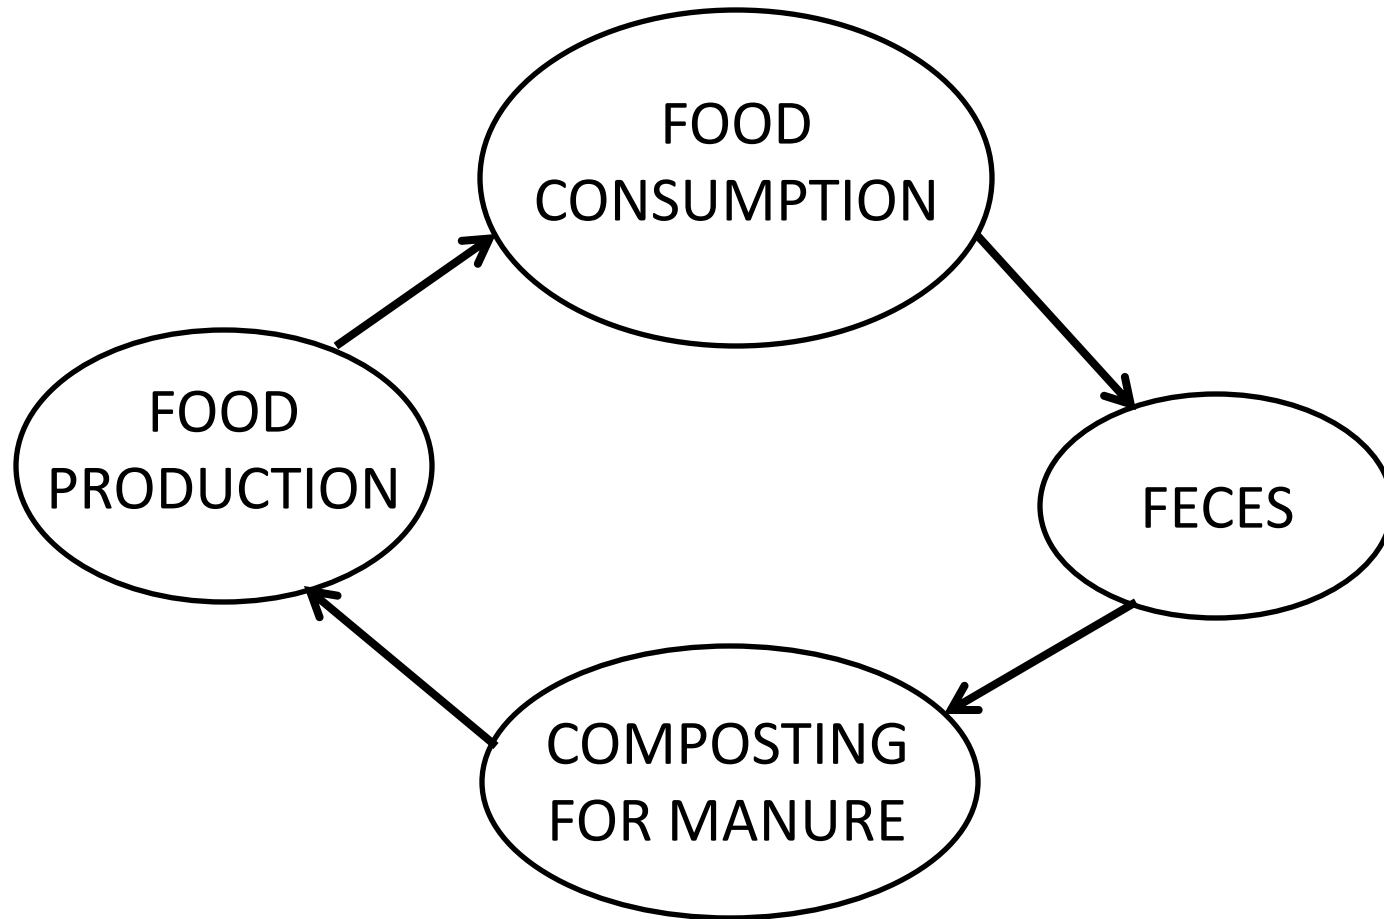 FOOD
CONSUMPTION
FOOD
PRODUCTION
FECES
COMPOSTING
FOR MANURE